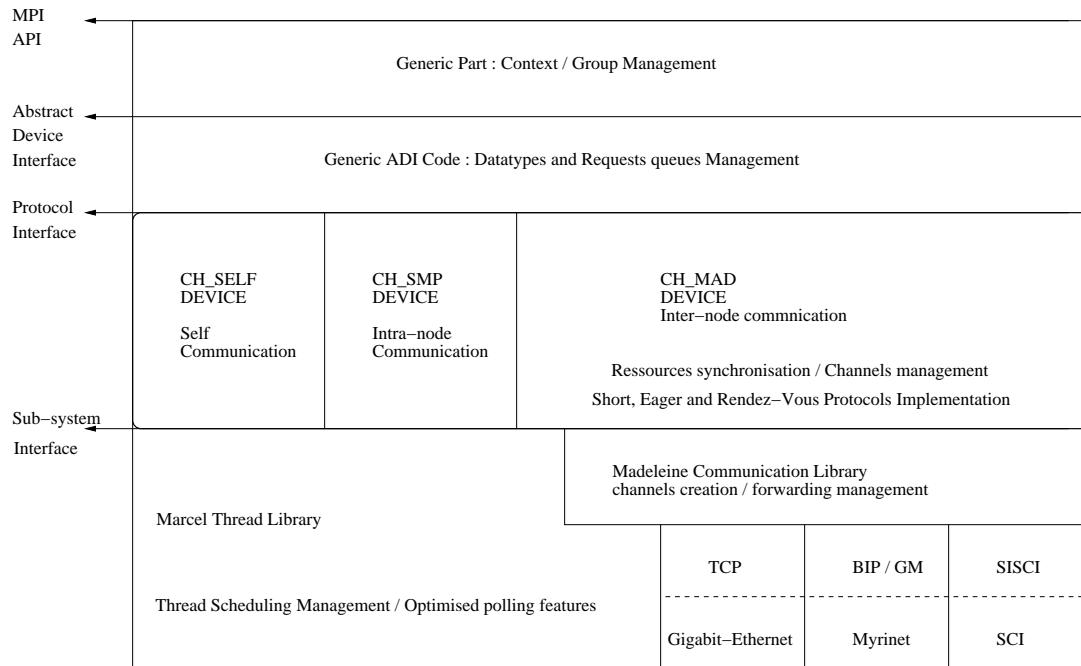 MPI
API
Generic Part : Context / Group Management
Abstract
Device
Interface
Generic ADI Code : Datatypes and Requests queues Management
Protocol
Interface
CH_SELF
DEVICE
Self
Communication
CH_SMP
DEVICE
Intra−node
Communication
CH_MAD
DEVICE
Inter−node commnication
Ressources synchronisation / Channels management
Short, Eager and Rendez−Vous Protocols Implementation
Sub−system
Interface
Madeleine Communication Library
channels creation / forwarding management
Marcel Thread Library
Thread Scheduling Management / Optimised polling features
TCP
BIP / GM
SISCI
Gigabit−Ethernet
Myrinet
SCI